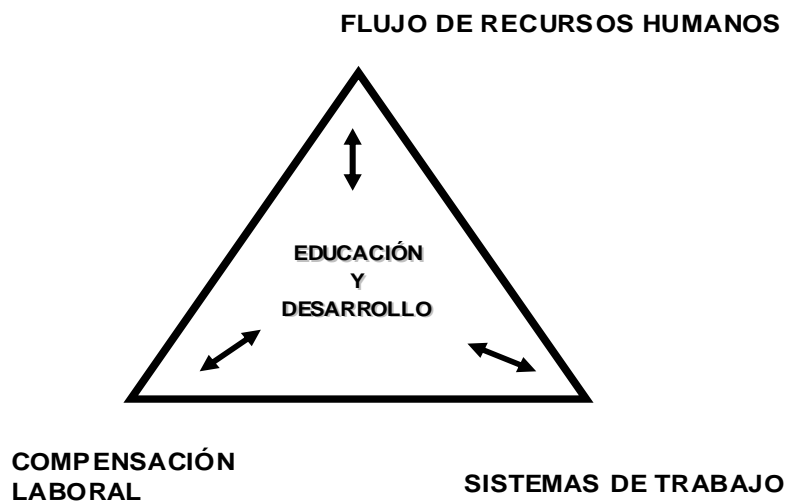 FLUJO DE RECURSOS HUMANOS
EDUCACIÓN
Y
DESARROLLO
COMPENSACIÓN
LABORAL
SISTEMAS DE TRABAJO